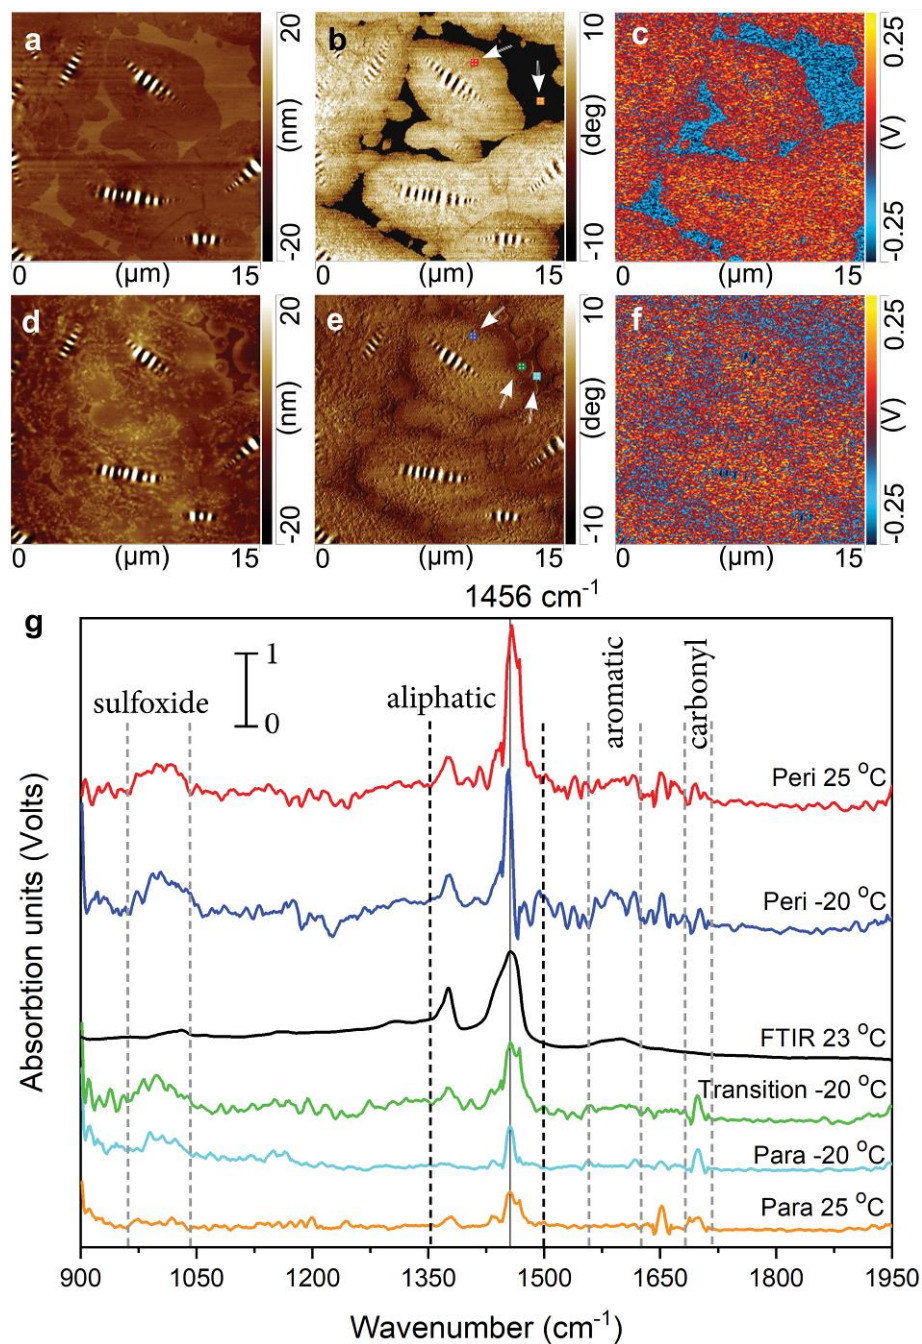 a
20
(nm)
-20
0 (µm) 15
b
10
(deg)
-10
0 (µm) 15
c
0.25
(V)
-0.25
0 (µm) 15
d
20
(nm)
-20
0 (µm) 15
e
10
(deg)
-10
0 (µm) 15
f
0.25
(V)
-0.25
0 (µm) 15
1456 cm⁻¹
g
1
0
sulfoxide
aliphatic
aromatic
carbonyl
Peri 25 °C
Peri -20 °C
FTIR 23 °C
Transition -20 °C
Para -20 °C
Para 25 °C
Absorbtion units (Volts)
900 1050 1200 1350 1500 1650 1800 1950
Wavenumber (cm⁻¹)